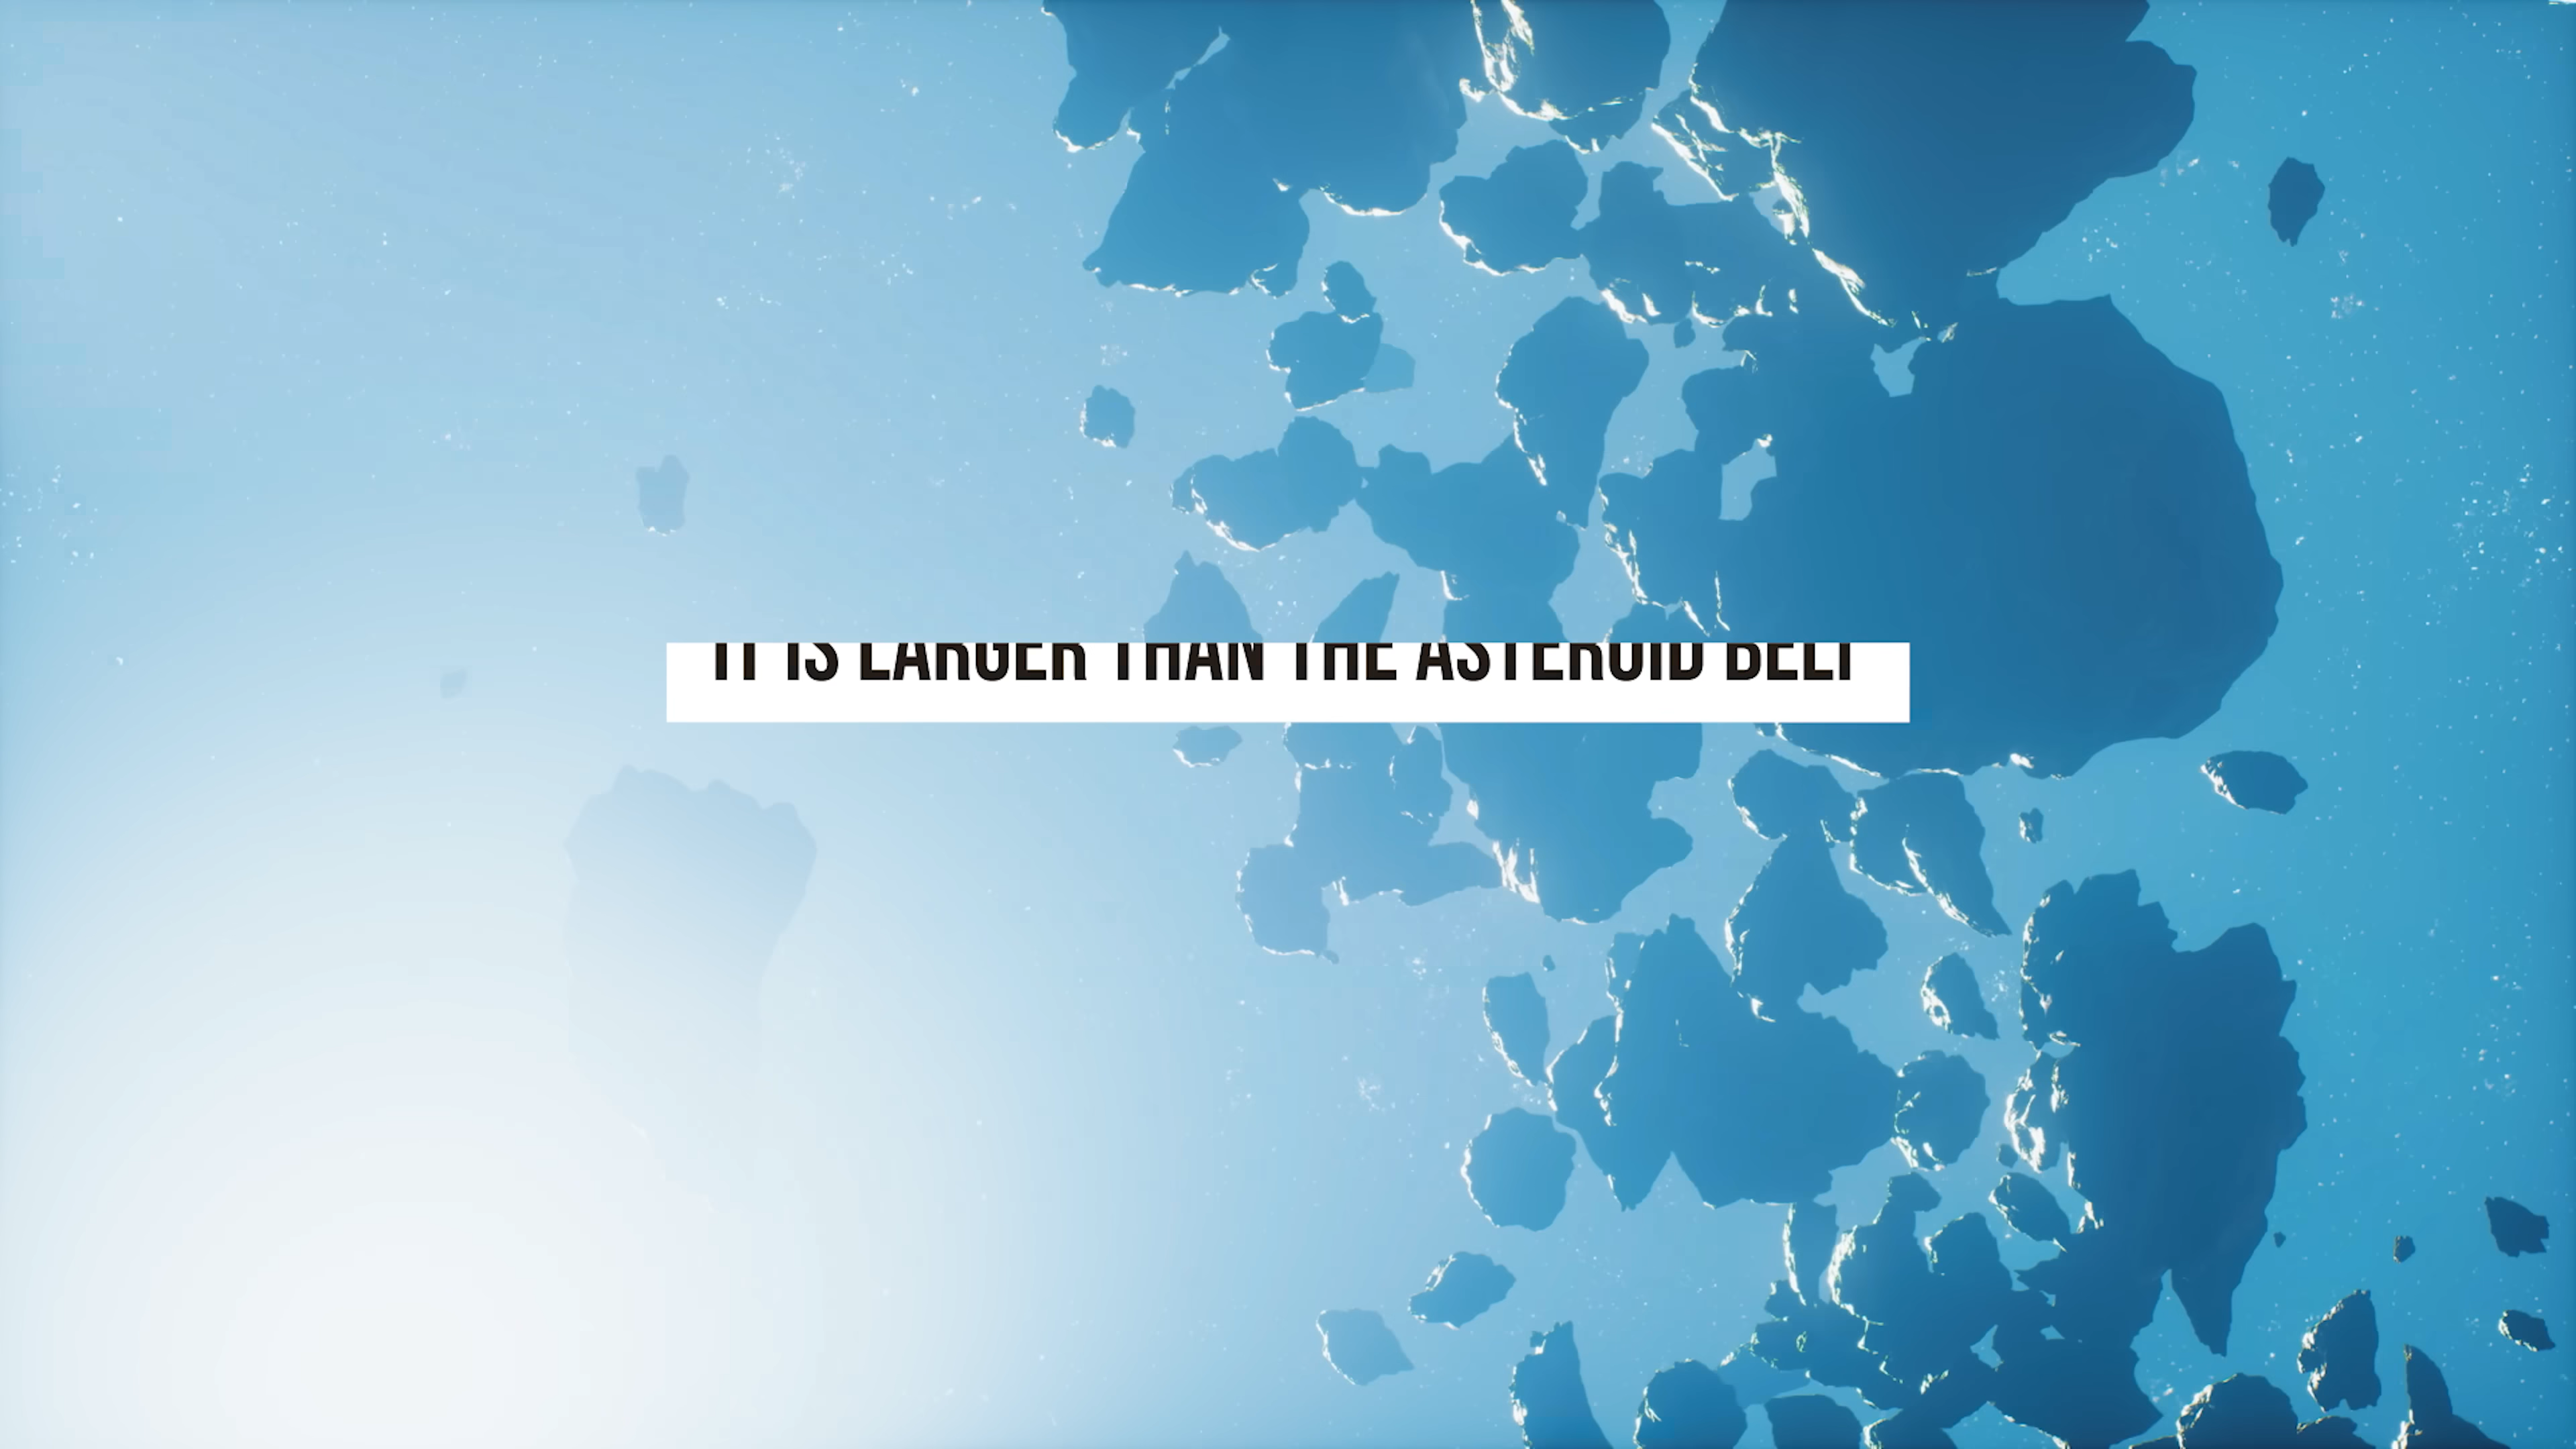 IT IS LARGER THAN THE ASTEROID BELT